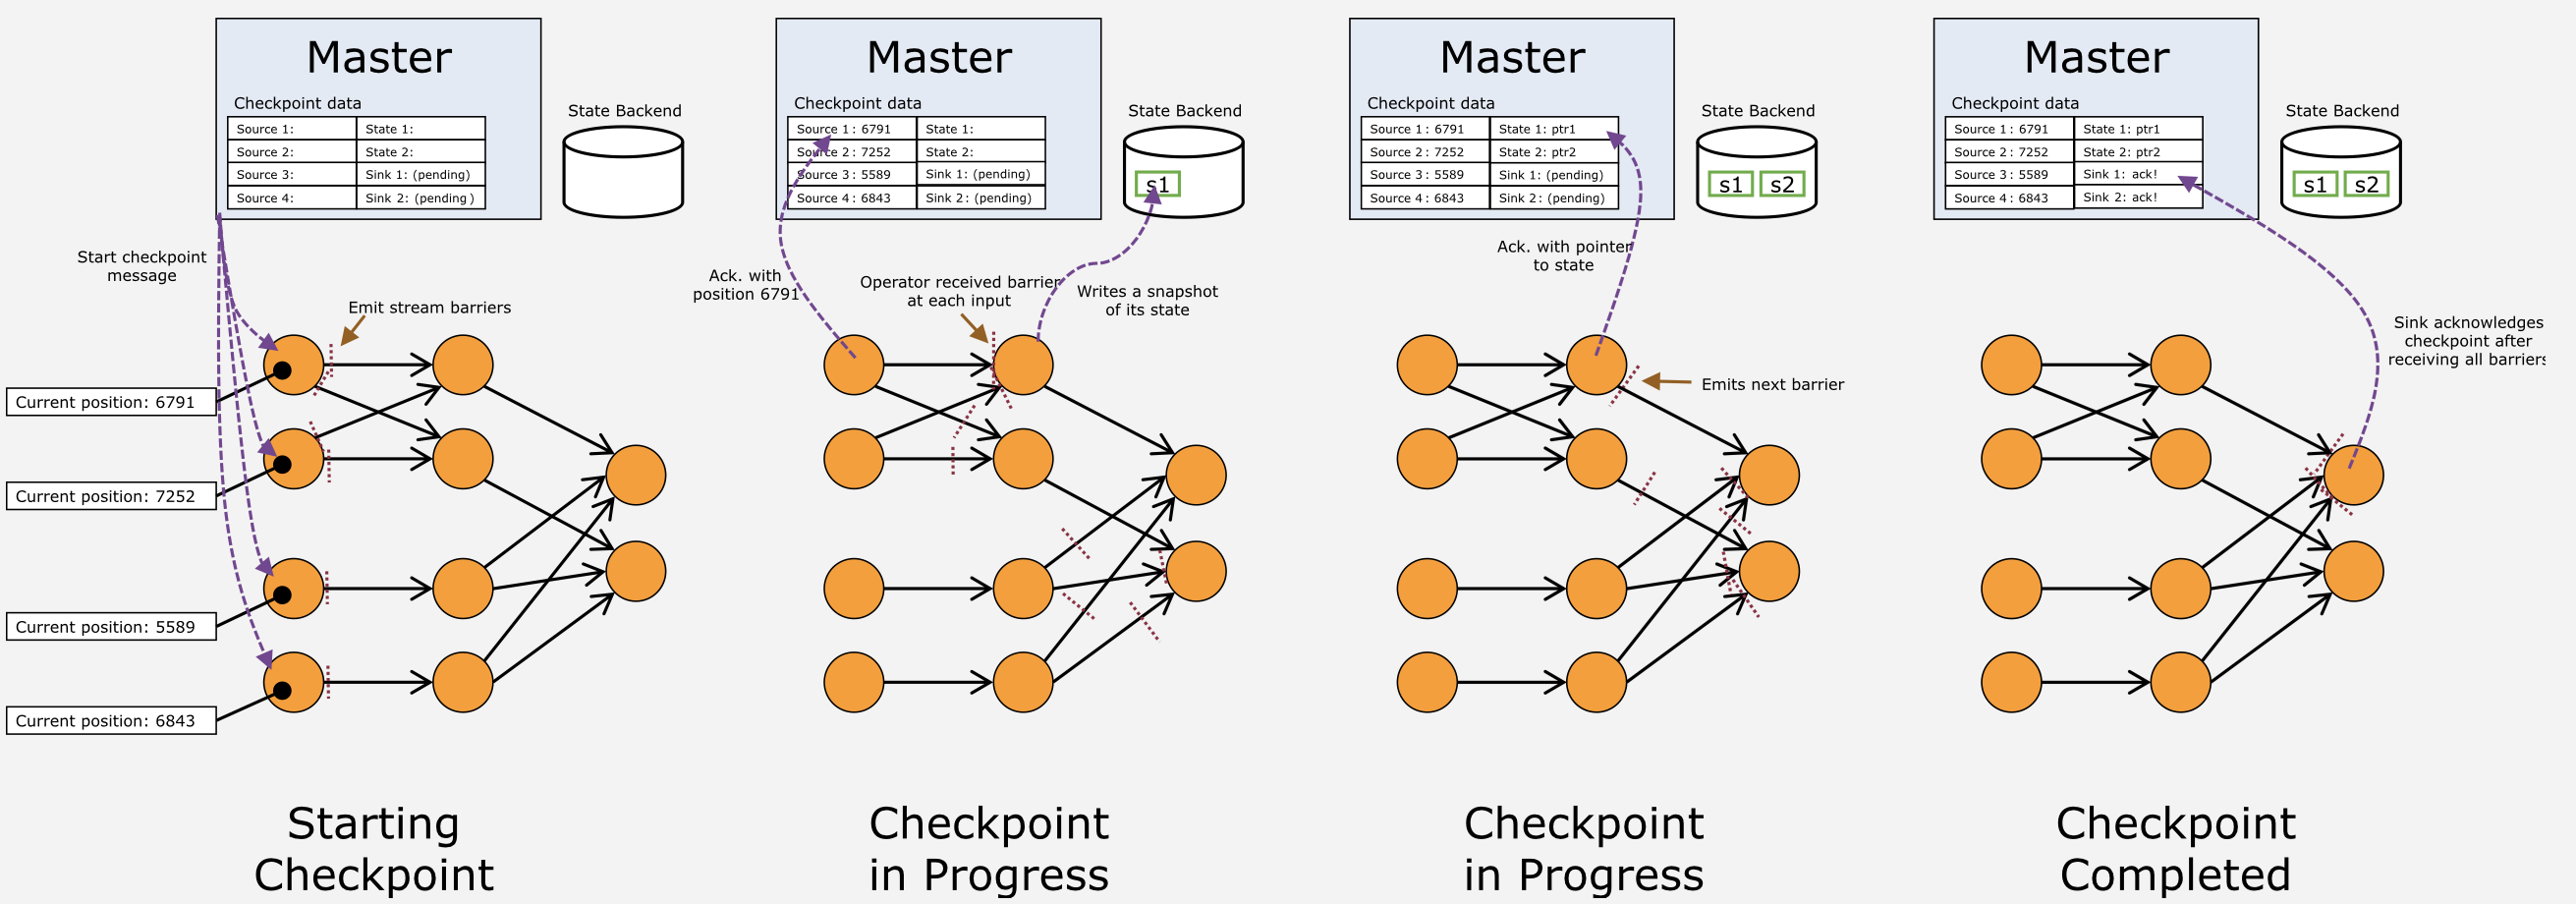 Master
Checkpoint data
Source 1:
State 1:
Source 2:
State 2:
Source 3:
Sink 1: (pending)
Source 4:
Sink 2: (pending)
State Backend
Start checkpoint
message
Emit stream barriers
Current position: 6791
Current position: 7252
Current position: 5589
Current position: 6843
Starting
Checkpoint
Master
Checkpoint data
Source 1: 6791
State 1:
Source 2: 7252
State 2:
Source 3: 5589
Sink 1: (pending)
Source 4: 6843
Sink 2: (pending)
State Backend
s1
Ack. with
position 6791
Operator received barrier
at each input
Writes a snapshot
of its state
Checkpoint
in Progress
Master
Checkpoint data
Source 1: 6791
State 1: ptr1
Source 2: 7252
State 2: ptr2
Source 3: 5589
Sink 1: (pending)
Source 4: 6843
Sink 2: (pending)
State Backend
s1 s2
Ack. with pointer
to state
Emits next barrier
Checkpoint
in Progress
Master
Checkpoint data
Source 1: 6791
State 1: ptr1
Source 2: 7252
State 2: ptr2
Source 3: 5589
Sink 1: ack!
Source 4: 6843
Sink 2: ack!
State Backend
s1 s2
Sink acknowledges
checkpoint after
receiving all barriers
Checkpoint
Completed